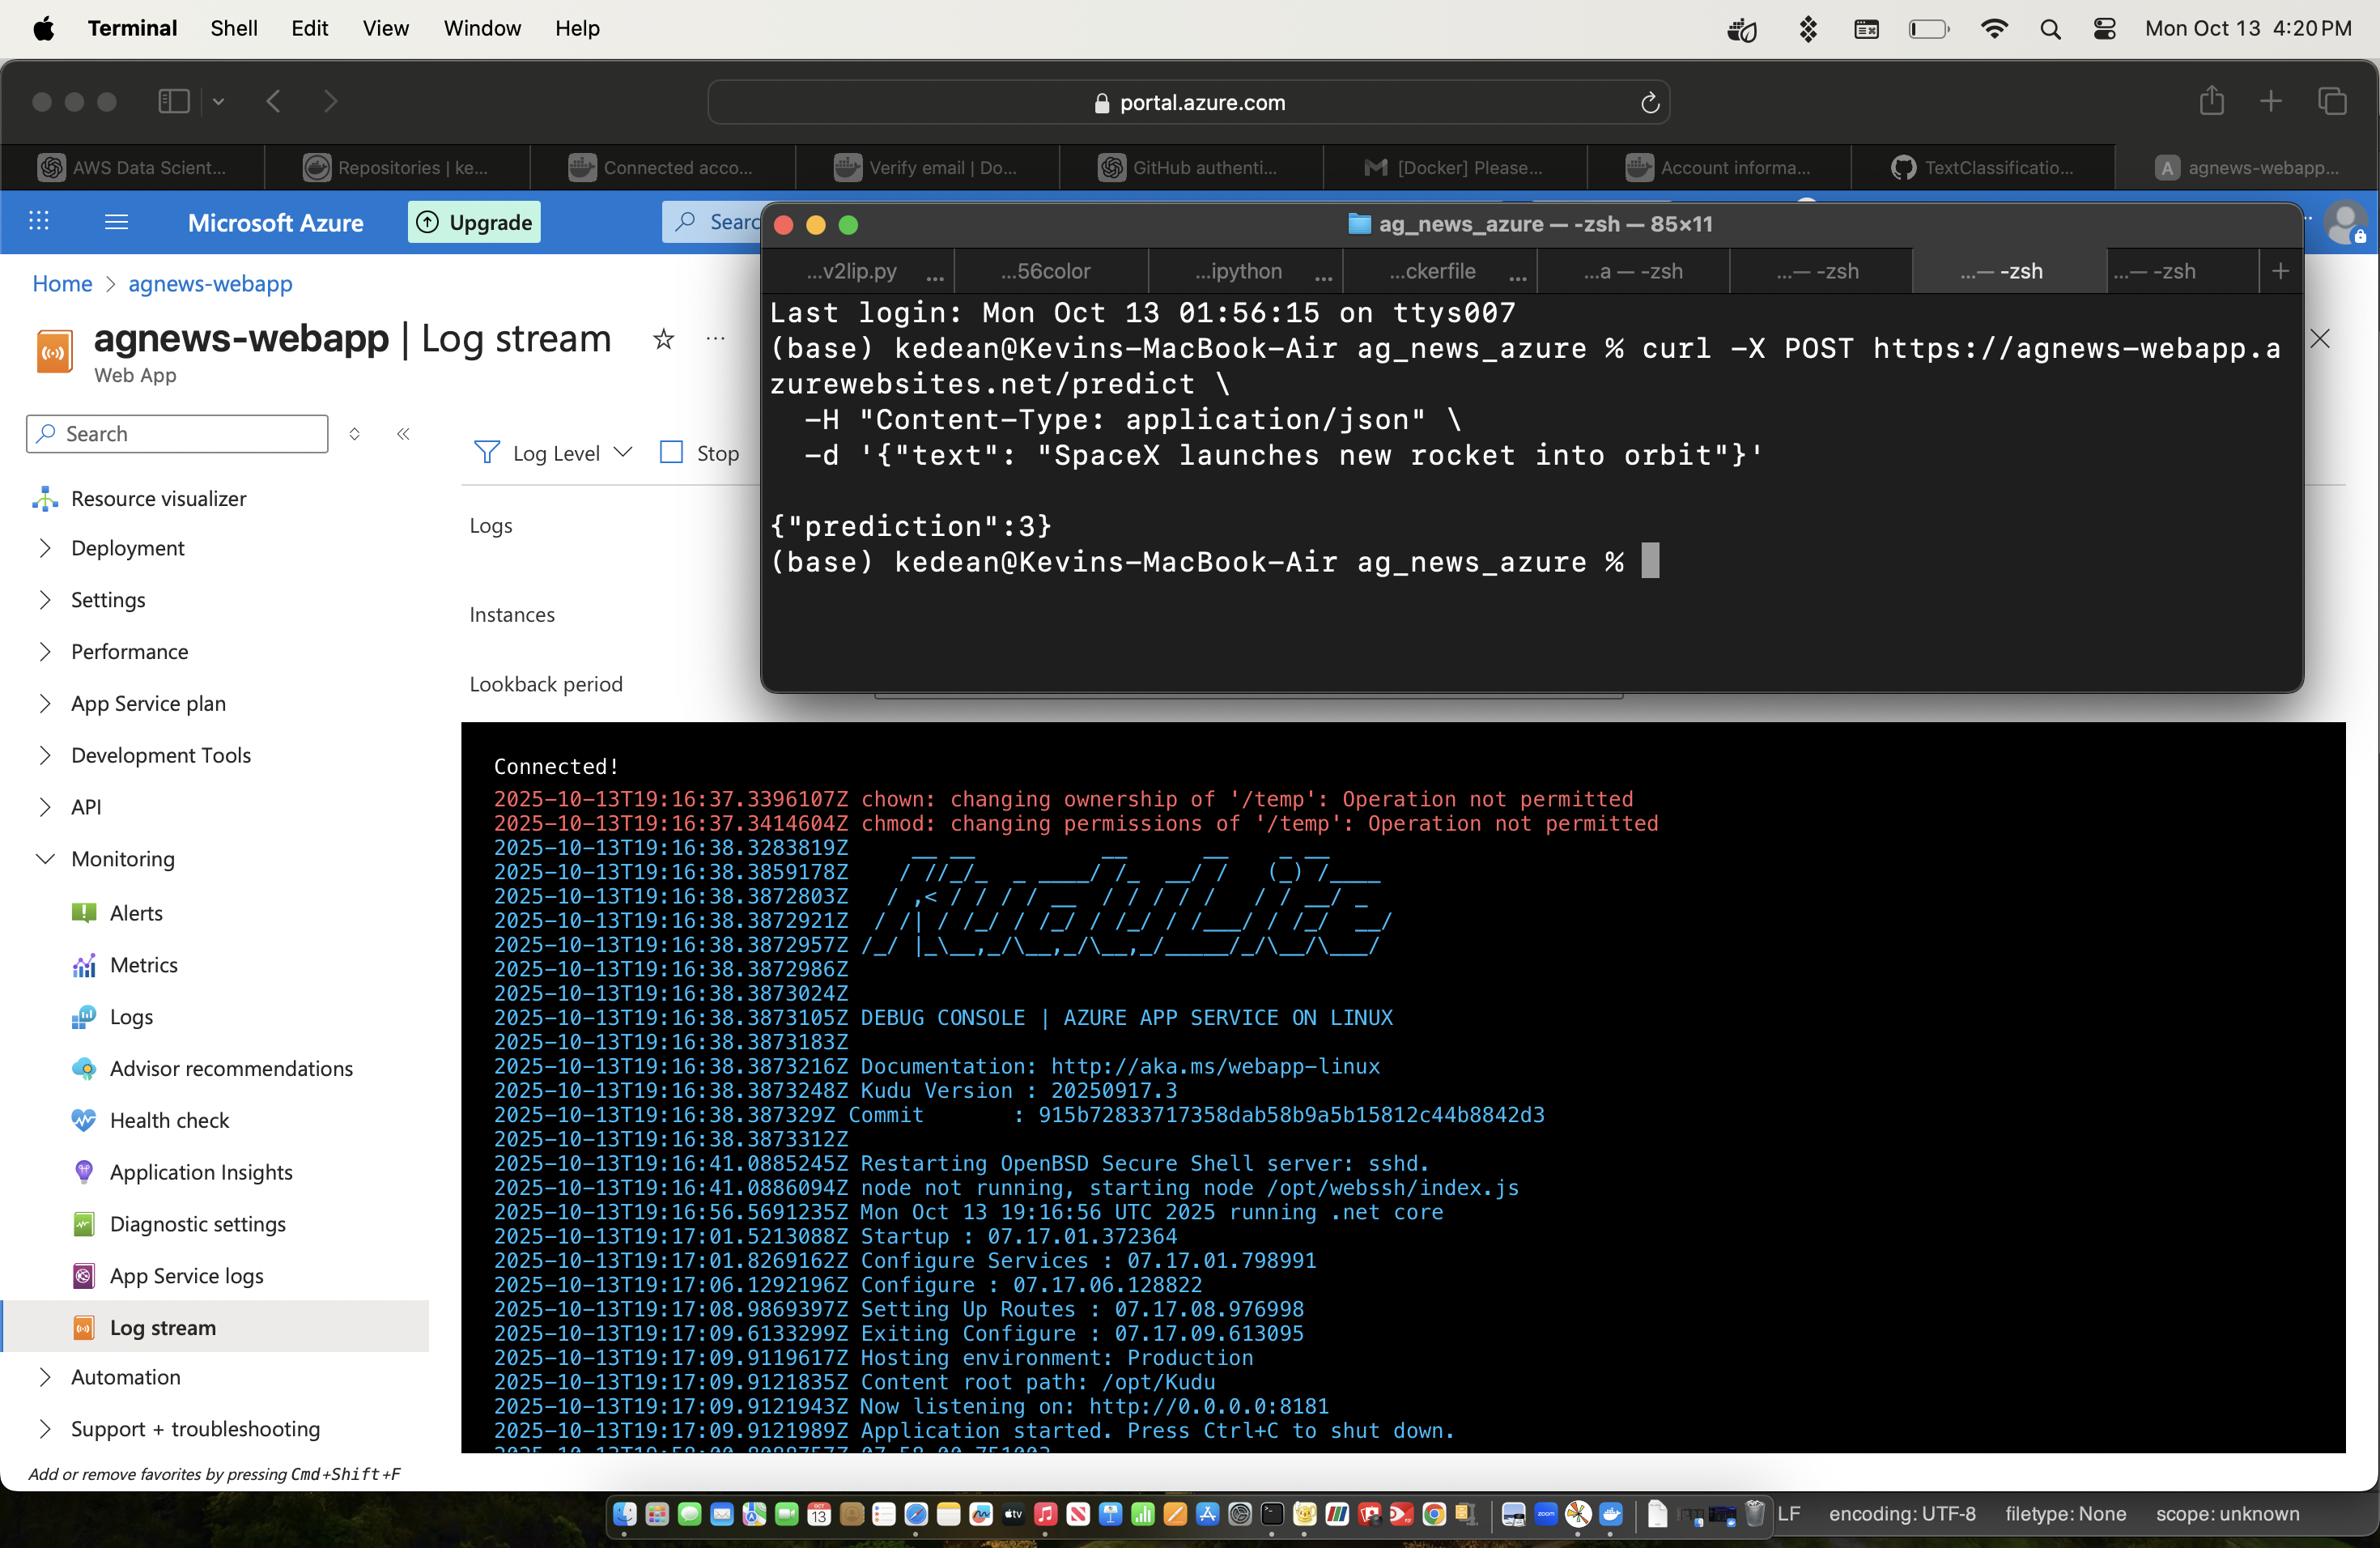 Terminal Shell Edit View Window Help Mon Oct 13 4:20 PM
portal.azure.com
AWS Data Scient... Repositories | ke... Connected acco... Verify email | Do... GitHub authenti... [Docker] Please... Account informa... TextClassificatio... A agnews-webapp...
Microsoft Azure Upgrade Searc
Home > agnews-webapp
agnews-webapp | Log stream
Web App
Search
Resource visualizer
Deployment
Settings
Performance
App Service plan
Development Tools
API
Monitoring
Alerts
Metrics
Logs
Advisor recommendations
Health check
Application Insights
Diagnostic settings
App Service logs
Log stream
Automation
Support + troubleshooting
Add or remove favorites by pressing Cmd+Shift+F
Log Level Stop
Logs
Instances
Lookback period
ag_news_azure — -zsh — 85×11
...v2lip.py ... ...56color ...ipython ... ...ckerfile ... ...a — -zsh ...— -zsh ...— -zsh ...— -zsh +
Last login: Mon Oct 13 01:56:15 on ttys007
(base) kedean@Kevins-MacBook-Air ag_news_azure % curl -X POST https://agnews-webapp.a
zurewebsites.net/predict \
-H "Content-Type: application/json" \
-d '{"text": "SpaceX launches new rocket into orbit"}'
{"prediction":3}
(base) kedean@Kevins-MacBook-Air ag_news_azure %
Connected!
2025-10-13T19:16:37.3396107Z chown: changing ownership of '/temp': Operation not permitted
2025-10-13T19:16:37.3414604Z chmod: changing permissions of '/temp': Operation not permitted
2025-10-13T19:16:38.3283819Z
2025-10-13T19:16:38.3859178Z
2025-10-13T19:16:38.3872803Z
2025-10-13T19:16:38.3872921Z
2025-10-13T19:16:38.3872957Z
KuduLite
2025-10-13T19:16:38.3872986Z
2025-10-13T19:16:38.3873024Z
2025-10-13T19:16:38.3873105Z DEBUG CONSOLE | AZURE APP SERVICE ON LINUX
2025-10-13T19:16:38.3873183Z
2025-10-13T19:16:38.3873216Z Documentation: http://aka.ms/webapp-linux
2025-10-13T19:16:38.3873248Z Kudu Version : 20250917.3
2025-10-13T19:16:38.387329Z Commit : 915b72833717358dab58b9a5b15812c44b8842d3
2025-10-13T19:16:38.3873312Z
2025-10-13T19:16:41.0885245Z Restarting OpenBSD Secure Shell server: sshd.
2025-10-13T19:16:41.0886094Z node not running, starting node /opt/webssh/index.js
2025-10-13T19:16:56.5691235Z Mon Oct 13 19:16:56 UTC 2025 running .net core
2025-10-13T19:17:01.5213088Z Startup : 07.17.01.372364
2025-10-13T19:17:01.8269162Z Configure Services : 07.17.01.798991
2025-10-13T19:17:06.1292196Z Configure : 07.17.06.128822
2025-10-13T19:17:08.9869397Z Setting Up Routes : 07.17.08.976998
2025-10-13T19:17:09.6133299Z Exiting Configure : 07.17.09.613095
2025-10-13T19:17:09.9119617Z Hosting environment: Production
2025-10-13T19:17:09.9121835Z Content root path: /opt/Kudu
2025-10-13T19:17:09.9121943Z Now listening on: http://0.0.0.0:8181
2025-10-13T19:17:09.9121989Z Application started. Press Ctrl+C to shut down.
LF encoding: UTF-8 filetype: None scope: unknown